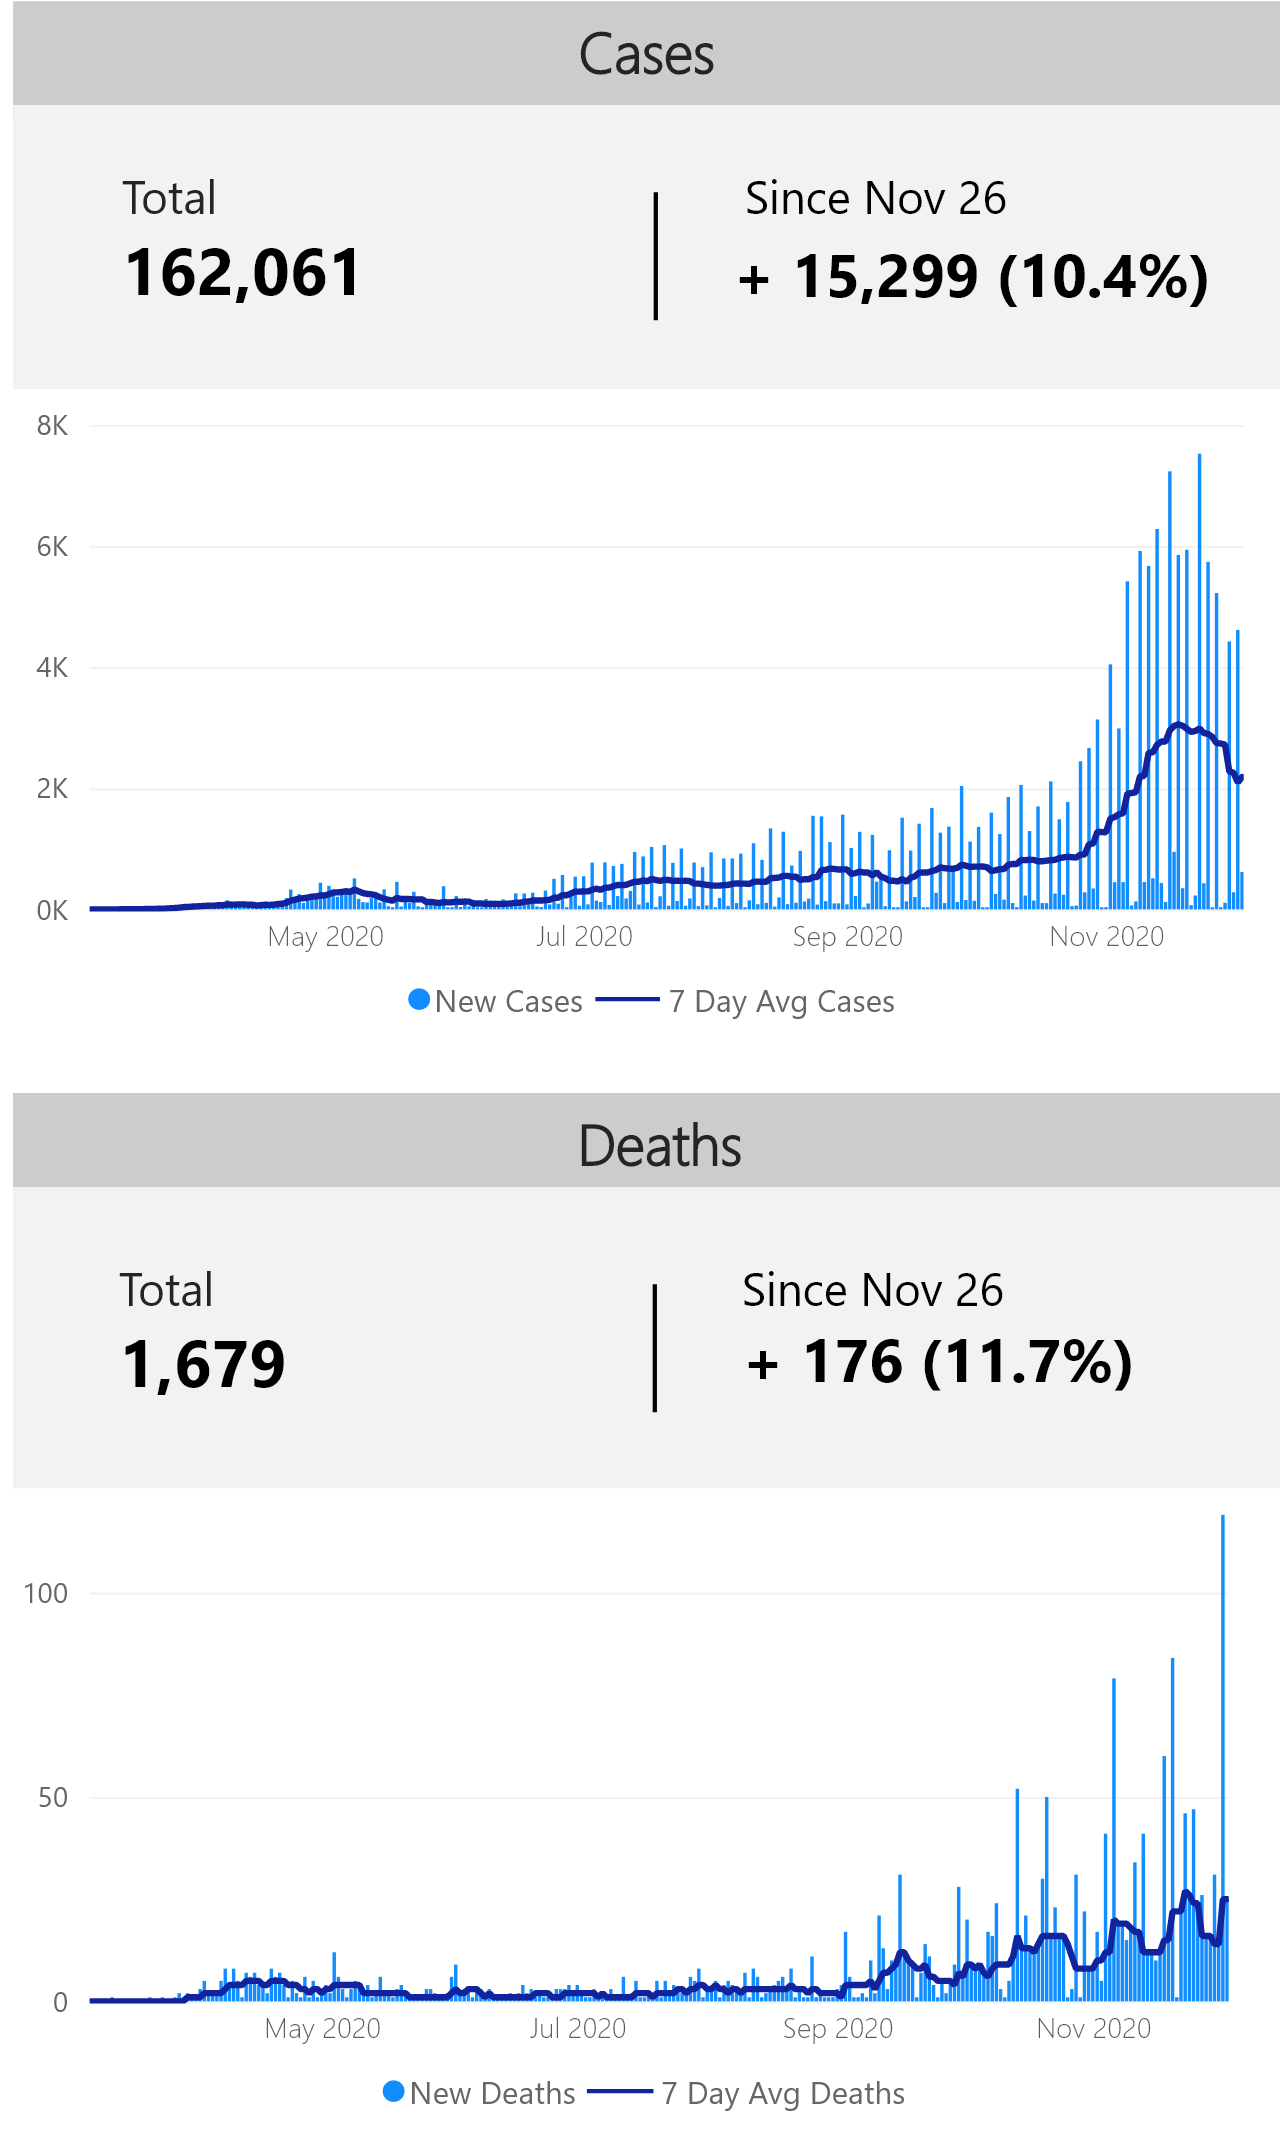 Cases
Total
Since Nov 26
162,061
+ 15,299 (10.4%)
8K
6K
4K
2K
0K
May 2020
Jul 2020
Sep 2020
Nov 2020
New Cases
7 Day Avg Cases
Deaths
Total
Since Nov 26
1,679
+ 176 (11.7%)
100
50
0
May 2020
Jul 2020
Sep 2020
Nov 2020
New Deaths
7 Day Avg Deaths